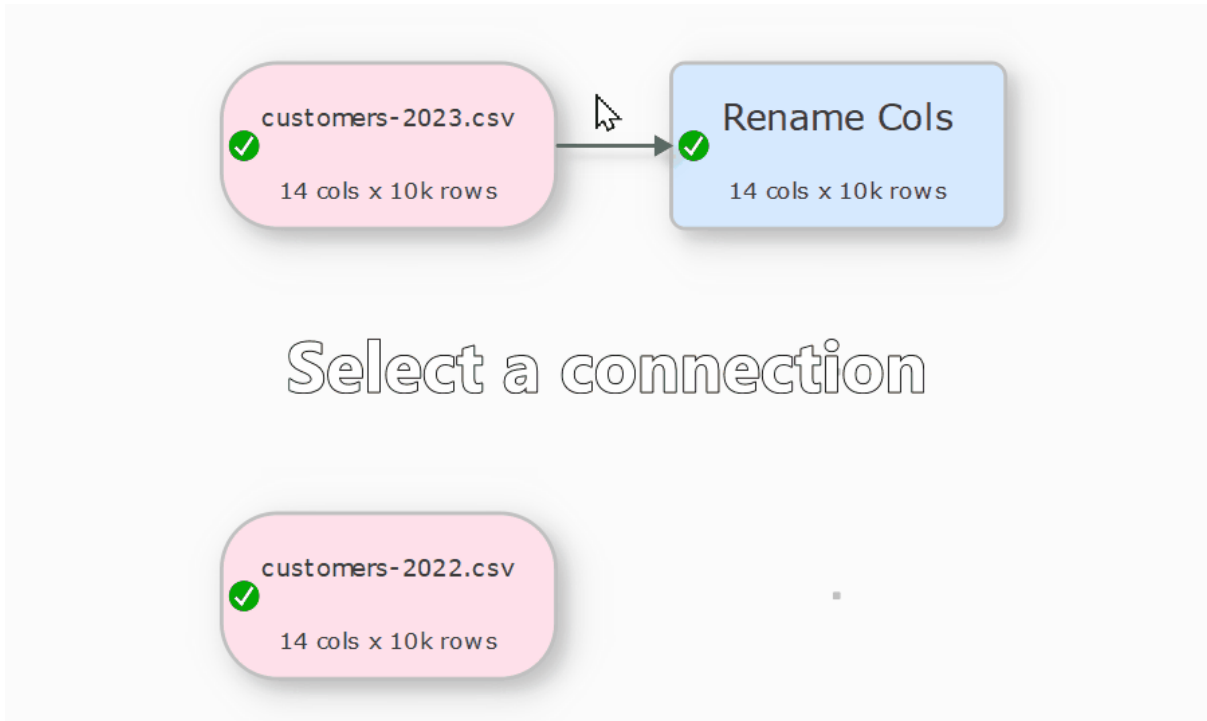 customers-2023.csv
14 cols x 10k rows
Rename Cols
14 cols x 10k rows
Select a connection
customers-2022.csv
14 cols x 10k rows